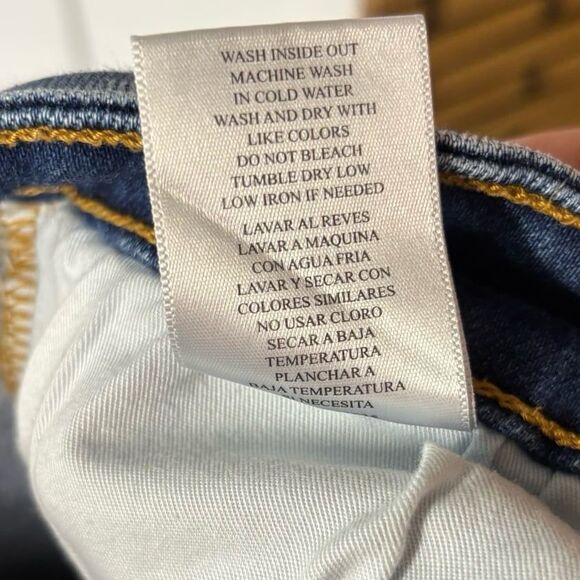 WASH INSIDE OUT
MACHINE WASH
IN COLD WATER
WASH AND DRY WITH
LIKE COLORS
DO NOT BLEACH
TUMBLE DRY LOW
LOW IRON IF NEEDED
LAVAR AL REVES
LAVAR A MAQUINA
CON AGUA FRIA
LAVAR Y SECAR CON
COLORES SIMILARES
NO USAR CLORO
SECAR A BAJA
TEMPERATURA
PLANCHAR A
BAJA TEMPERATURA
NECESITA